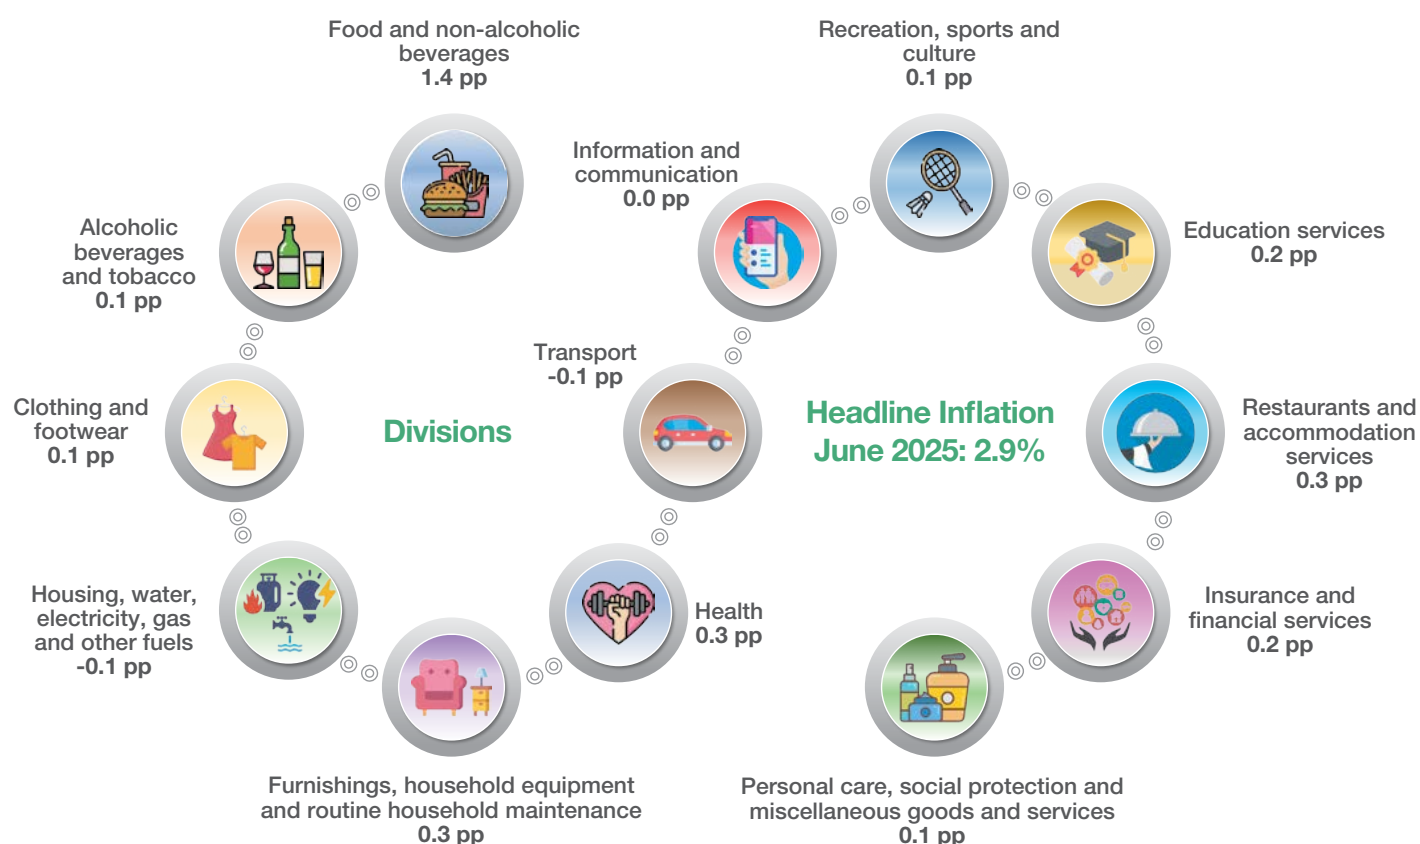 Food and non-alcoholic
beverages
1.4 pp
Recreation, sports and
culture
0.1 pp
Information and
communication
0.0 pp
Alcoholic
beverages
and tobacco
0.1 pp
Education services
0.2 pp
Transport
-0.1 pp
Clothing and
footwear
0.1 pp
Divisions
Headline Inflation
June 2025: 2.9%
Restaurants and
accommodation
services
0.3 pp
Housing, water,
electricity, gas
and other fuels
-0.1 pp
Health
0.3 pp
Insurance and
financial services
0.2 pp
Furnishings, household equipment
and routine household maintenance
0.3 pp
Personal care, social protection and
miscellaneous goods and services
0.1 pp